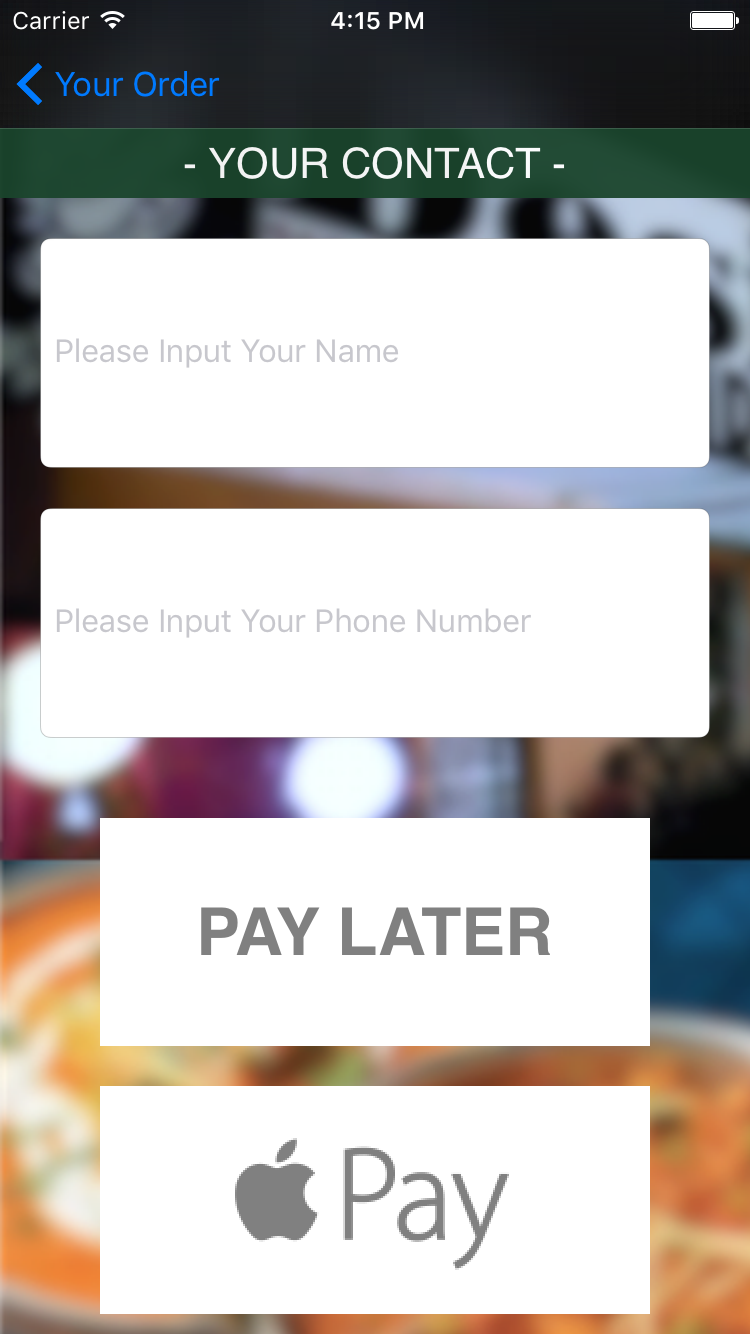 Carrier 4:15 PM
Your Order
- YOUR CONTACT -
Please Input Your Name
Please Input Your Phone Number
PAY LATER
Pay